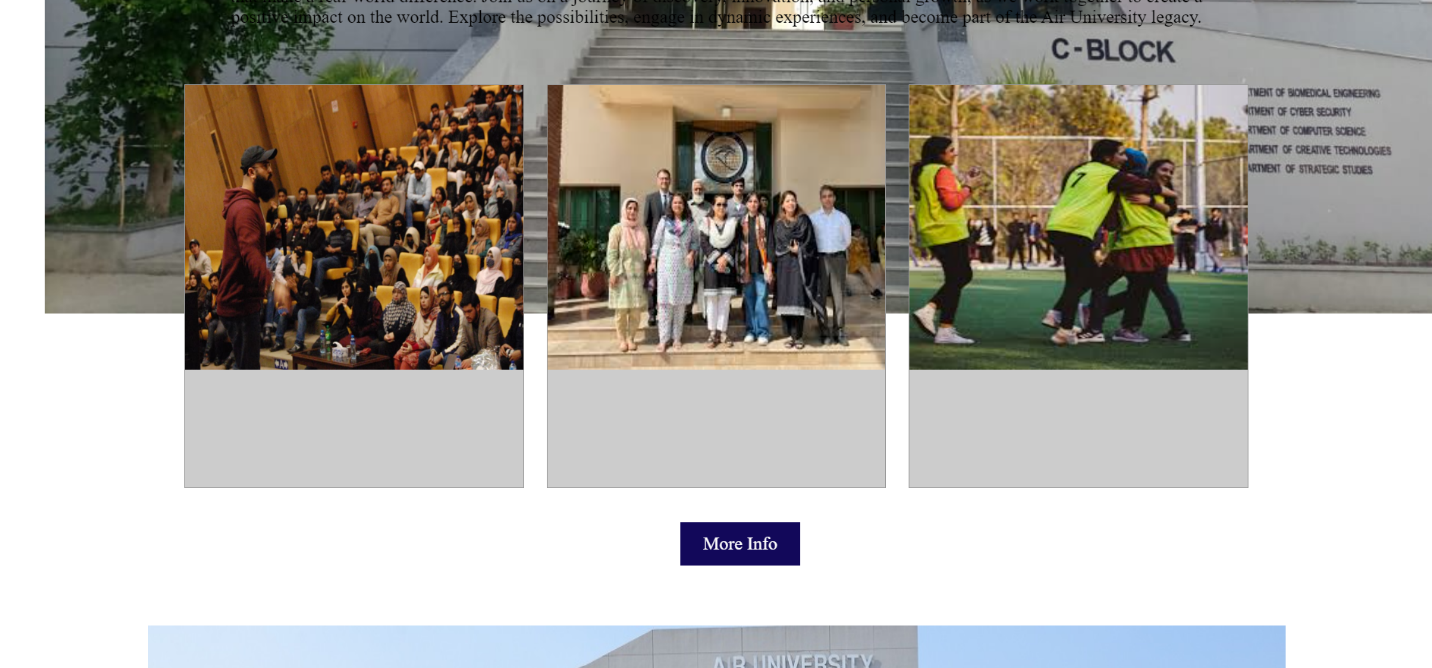 positive impact on the world. Explore the possibilities, engage in dynamic experiences, and become part of the Air University legacy.
C-BLOCK
TMENT OF BIOMEDICAL ENGINEERING
TMENT OF CYBER SECURITY
RTMENT OF COMPUTER SCIENCE
ARTMENT OF CREATIVE TECHNOLOGIES
ARTMENT OF STRATEGIC STUDIES
7
More Info
AIR UNIVERSITY